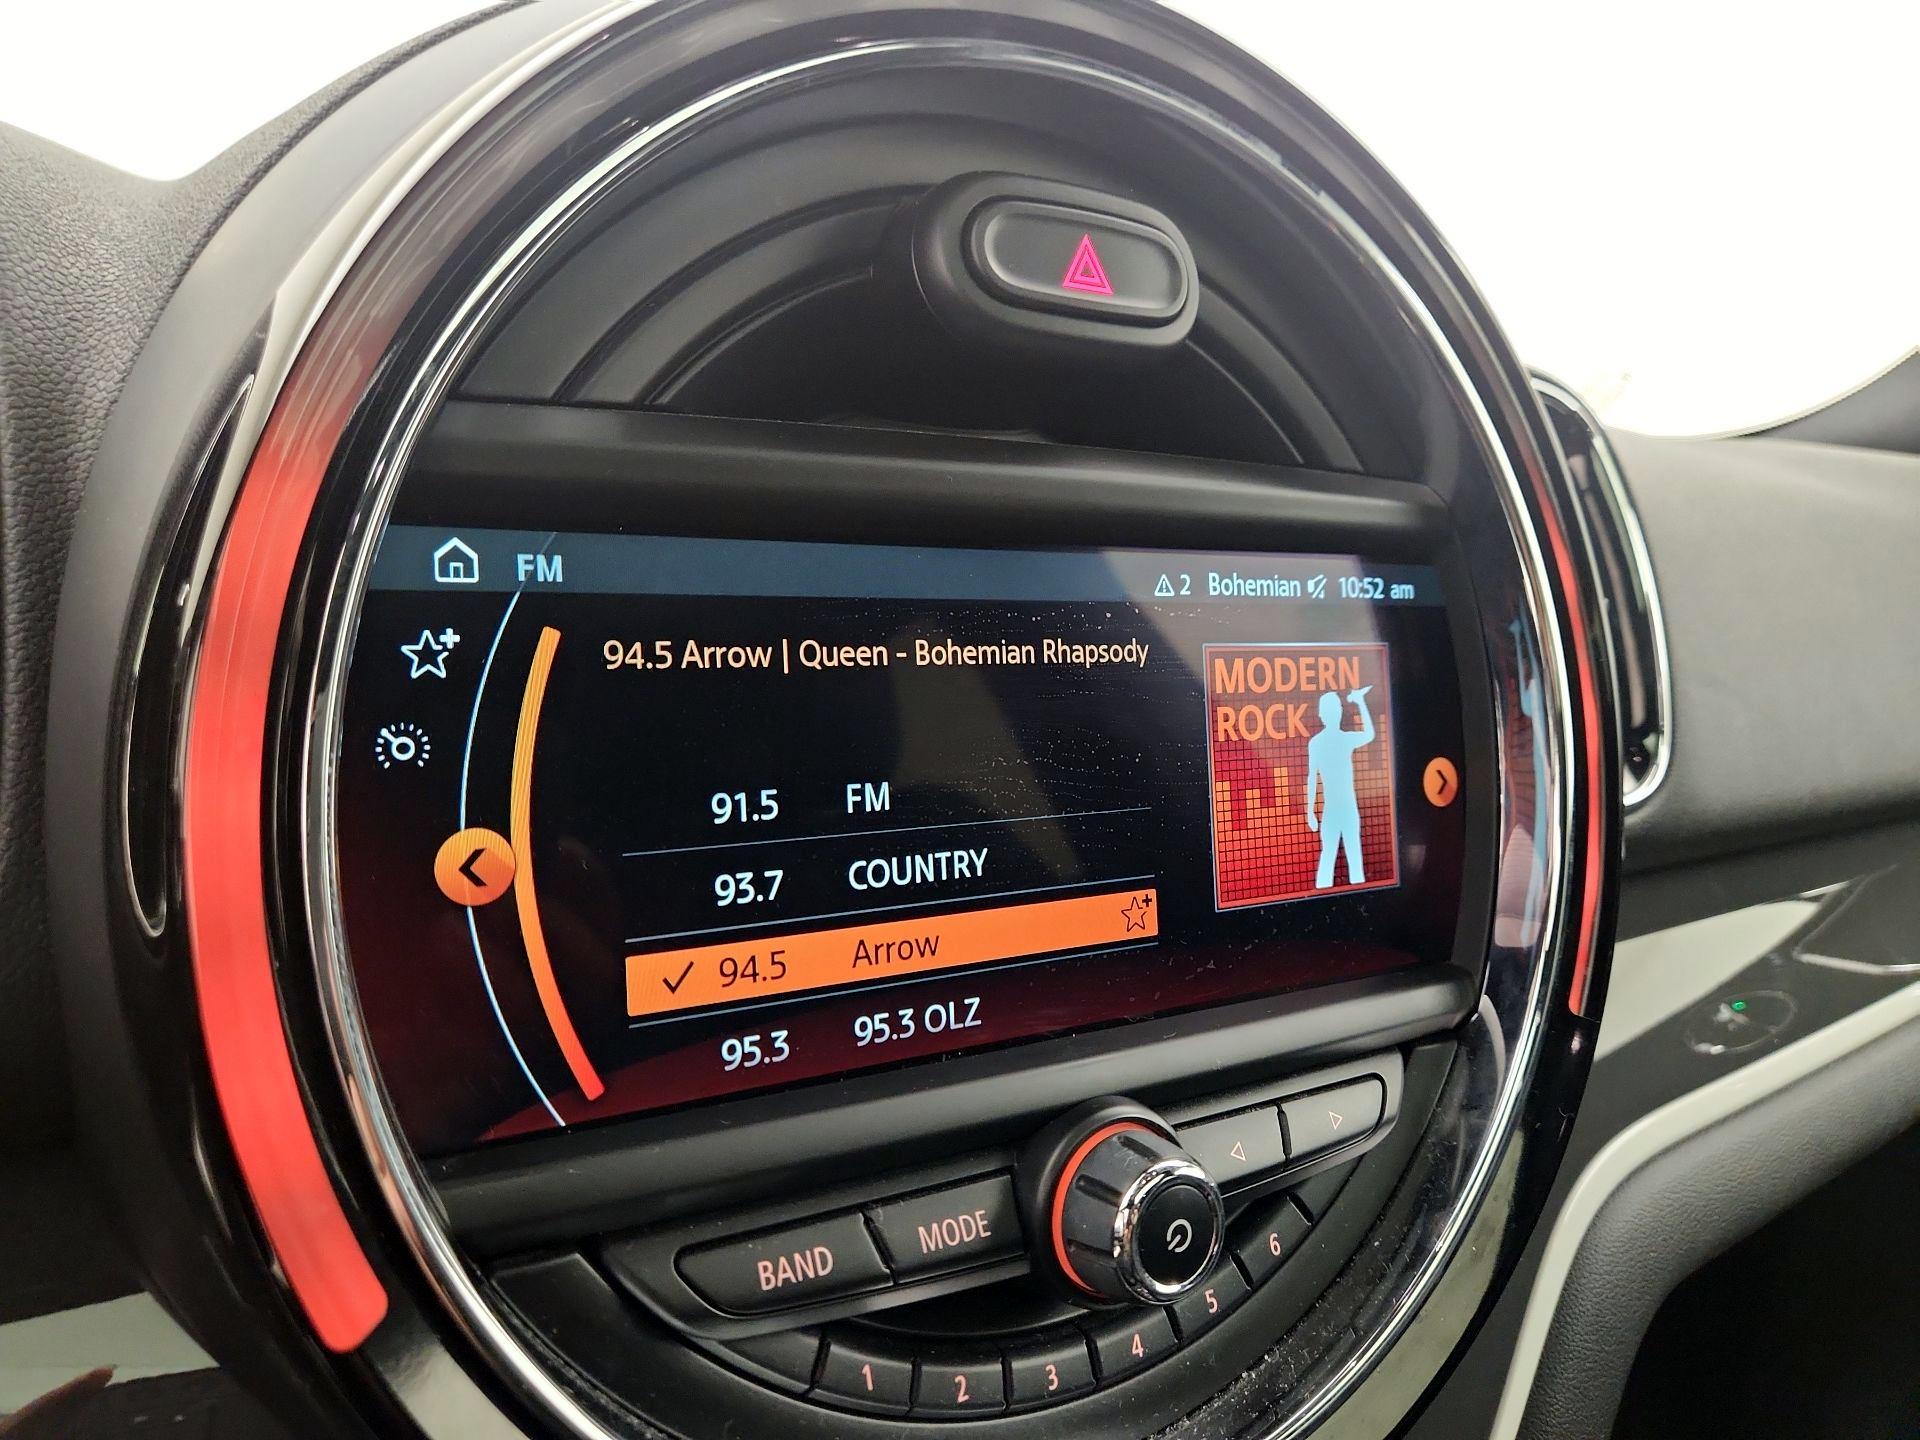 FM
2 Bohemian 10:52 am
94.5 Arrow | Queen - Bohemian Rhapsody
MODERN
ROCK
91.5 FM
93.7 COUNTRY
94.5 Arrow
95.3 95.3 OLZ
BAND
MODE
1
2
3
4
5
6